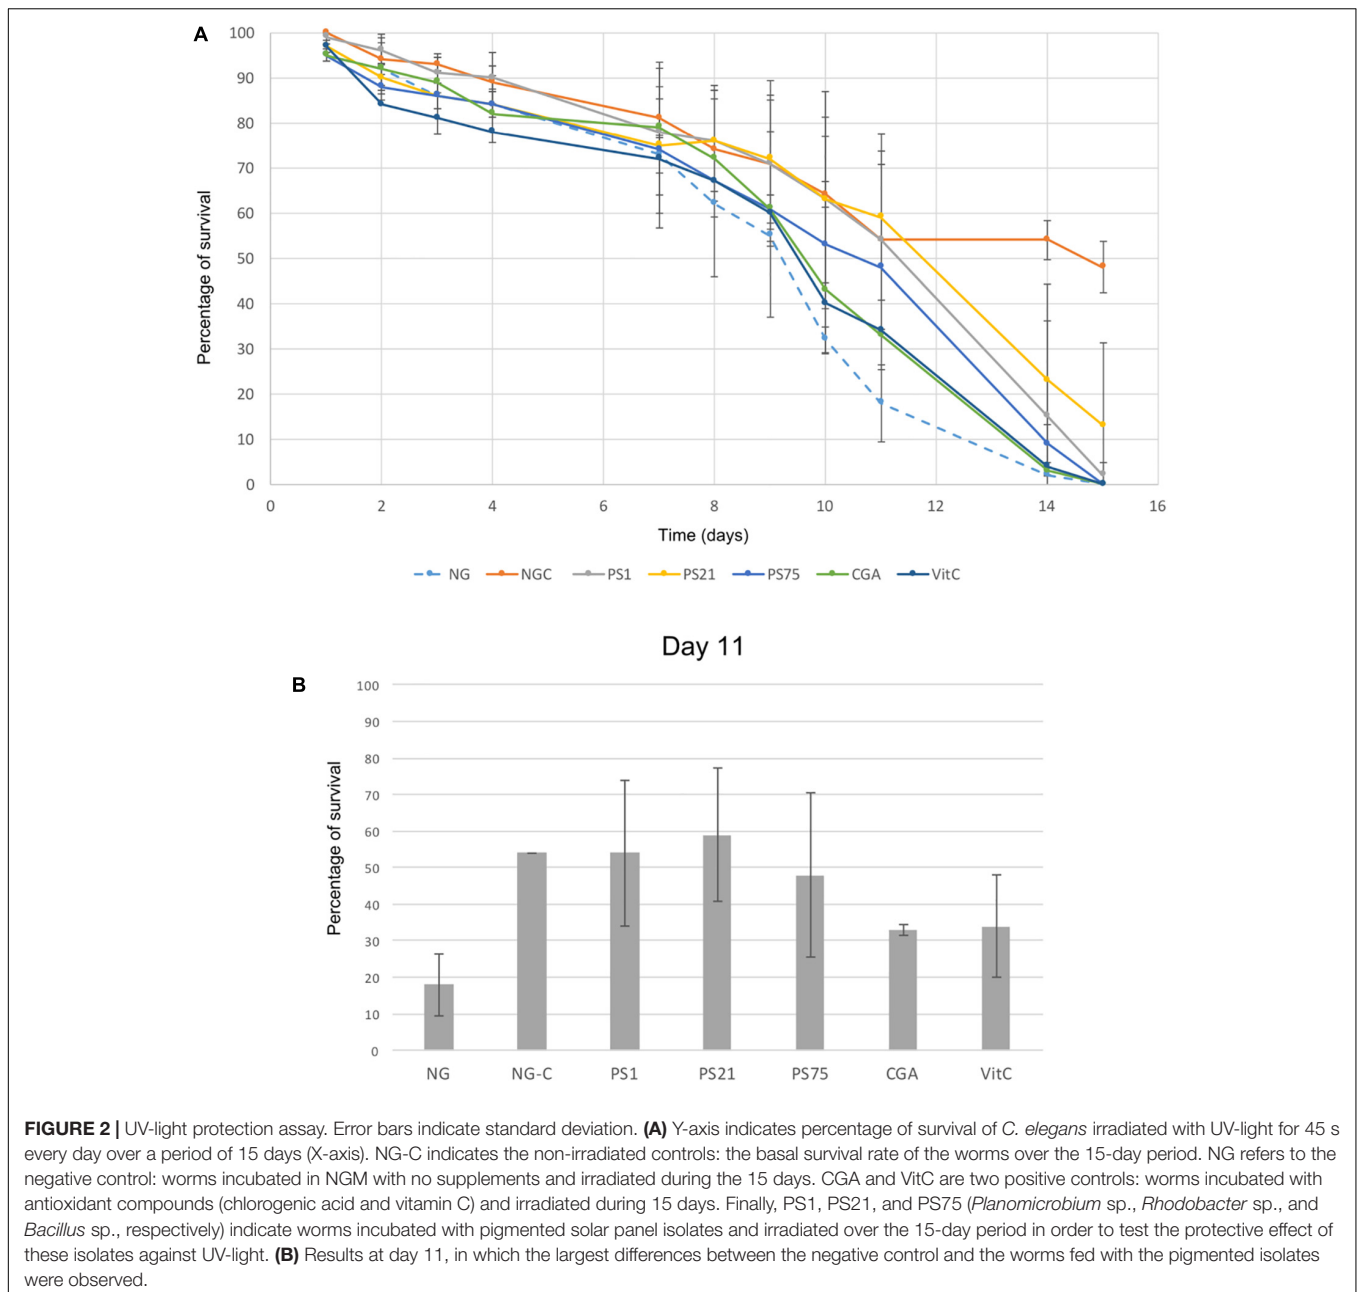 A
100
90
80
70
60
50
40
30
20
10
0
Percentage of survival
0 2 4 6 8 10 12 14 16
Time (days)
NG NGC PS1 PS21 PS75 CGA VitC
Day 11
B
100
90
80
70
60
50
40
30
20
10
0
Percentage of survival
NG NG-C PS1 PS21 PS75 CGA VitC
FIGURE 2 | UV-light protection assay. Error bars indicate standard deviation. (A) Y-axis indicates percentage of survival of C. elegans irradiated with UV-light for 45 s
every day over a period of 15 days (X-axis). NG-C indicates the non-irradiated controls: the basal survival rate of the worms over the 15-day period. NG refers to the
negative control: worms incubated in NGM with no supplements and irradiated during the 15 days. CGA and VitC are two positive controls: worms incubated with
antioxidant compounds (chlorogenic acid and vitamin C) and irradiated during 15 days. Finally, PS1, PS21, and PS75 (Planomicrobium sp., Rhodobacter sp., and
Bacillus sp., respectively) indicate worms incubated with pigmented solar panel isolates and irradiated over the 15-day period in order to test the protective effect of
these isolates against UV-light. (B) Results at day 11, in which the largest differences between the negative control and the worms fed with the pigmented isolates
were observed.